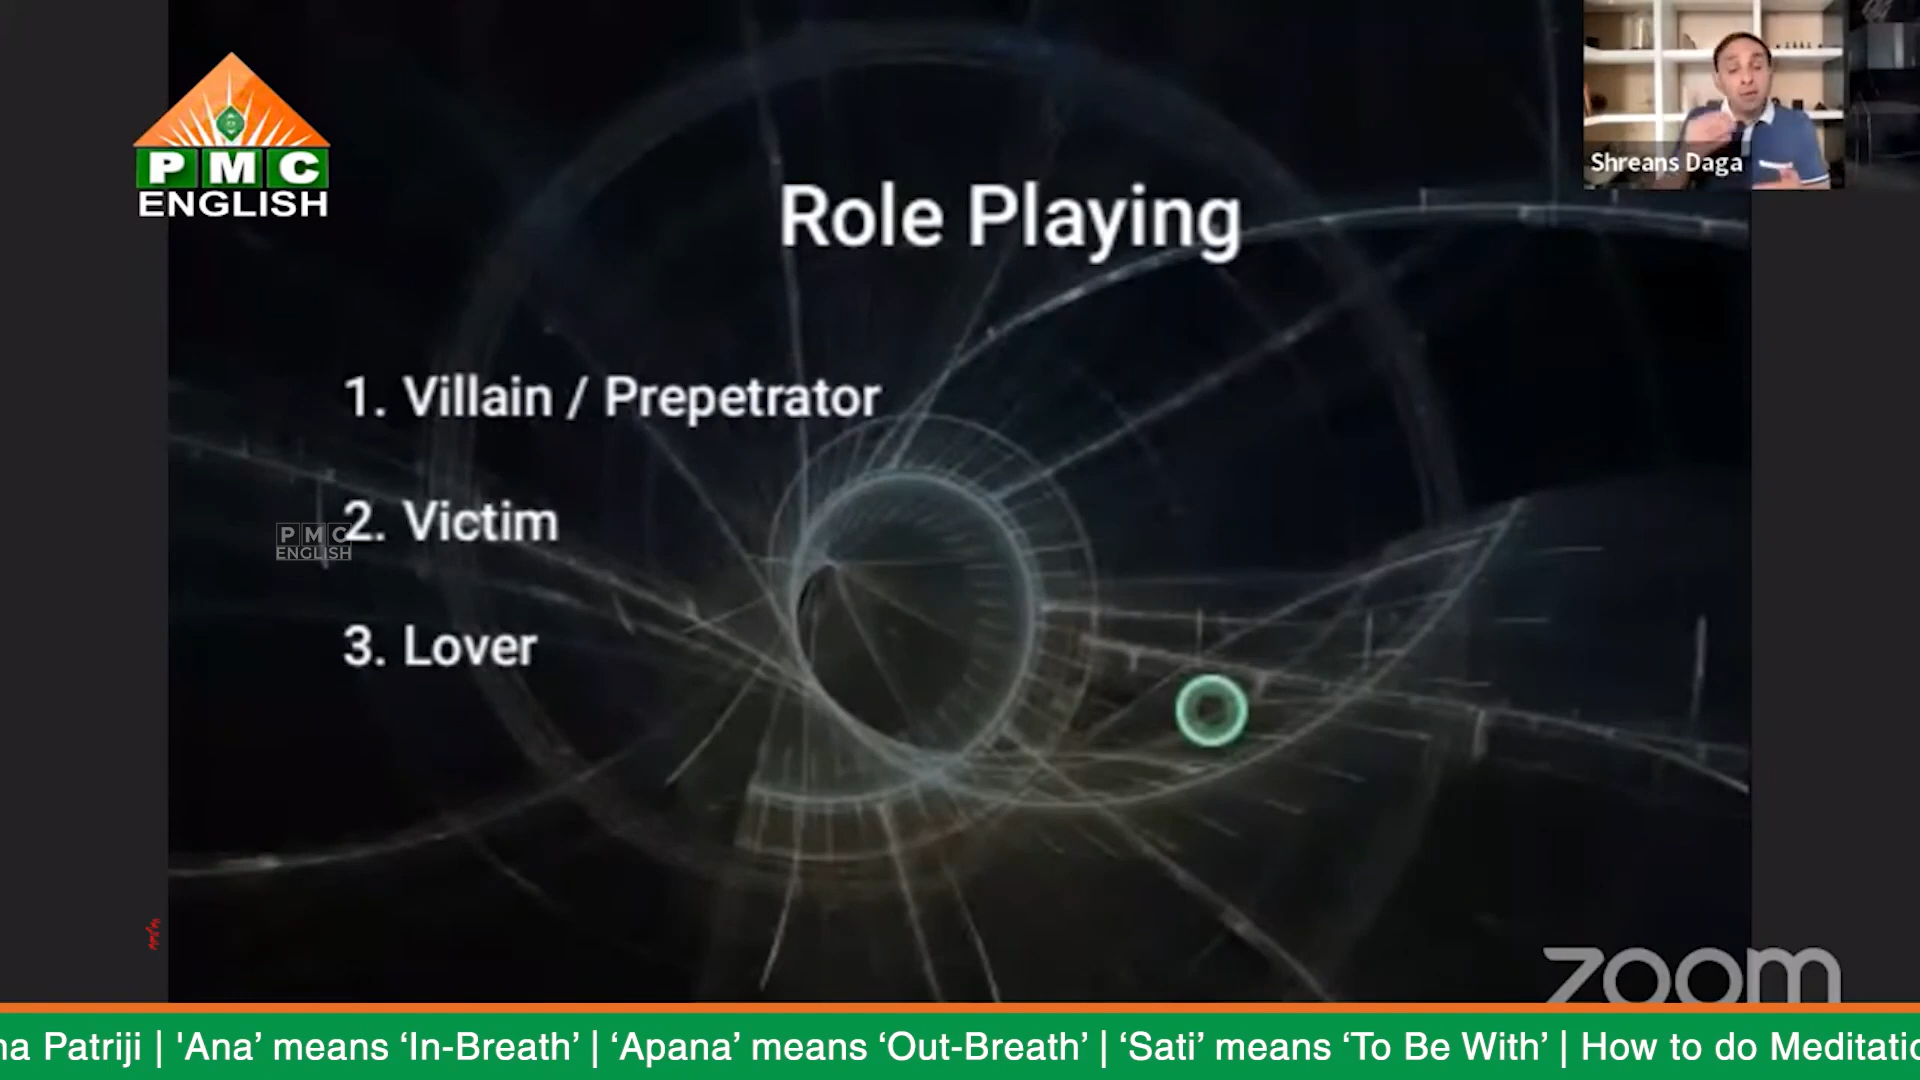 PMC
ENGLISH
Shreans Daga
Role Playing
1. Villain / Prepetrator
2. Victim
PMC
ENGLISH
3. Lover
zoom
na Patriji | 'Ana’ means ‘In-Breath’ | ‘Apana’ means ‘Out-Breath’ | ‘Sati’ means ‘To Be With’ | How to do Meditatio